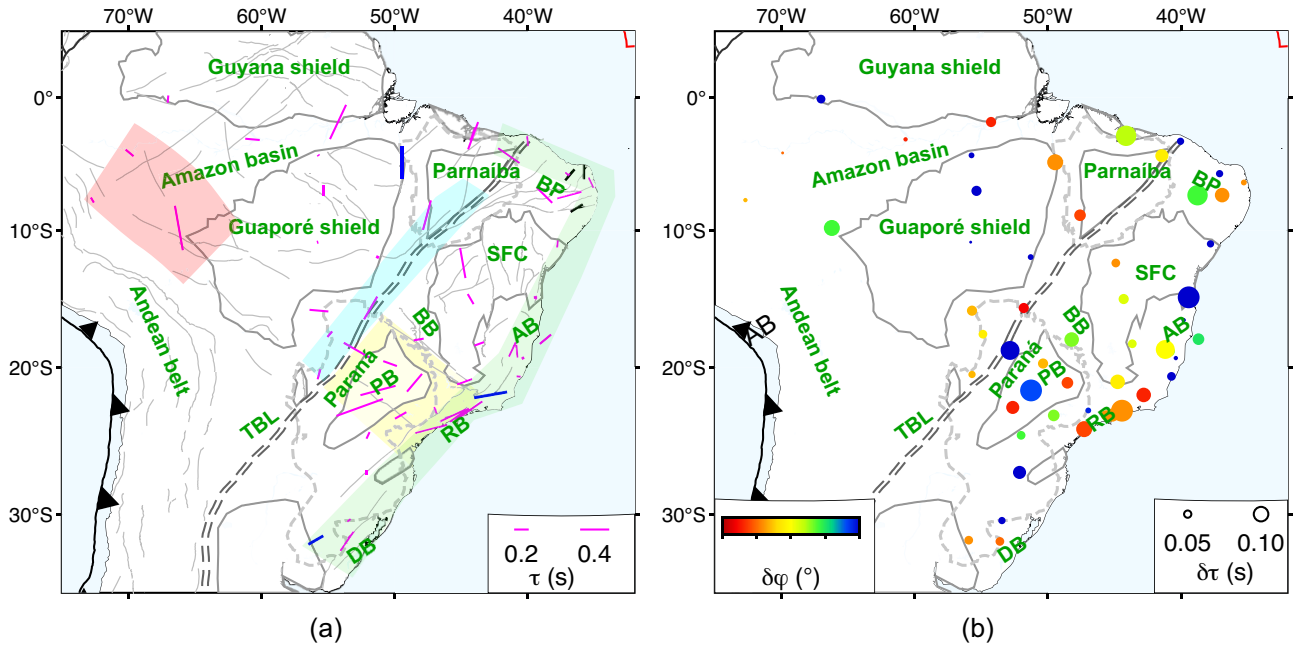 70°W 60°W 50°W 40°W
0°
10°S
20°S
30°S
Guyana shield
Amazon basin
Parnaíba
BP
Guaporé shield
SFC
Andean belt
BB
AB
Paraná
PB
TBL
RB
DB
0.2 0.4
τ (s)
(a)
70°W 60°W 50°W 40°W
0°
10°S
20°S
30°S
Guyana shield
Amazon basin
Parnaíba
BP
Guaporé shield
SFC
AB
Andean belt
BB
AB
Paraná
PB
TBL
RB
DB
δφ (°)
0.05 0.10
δτ (s)
(b)